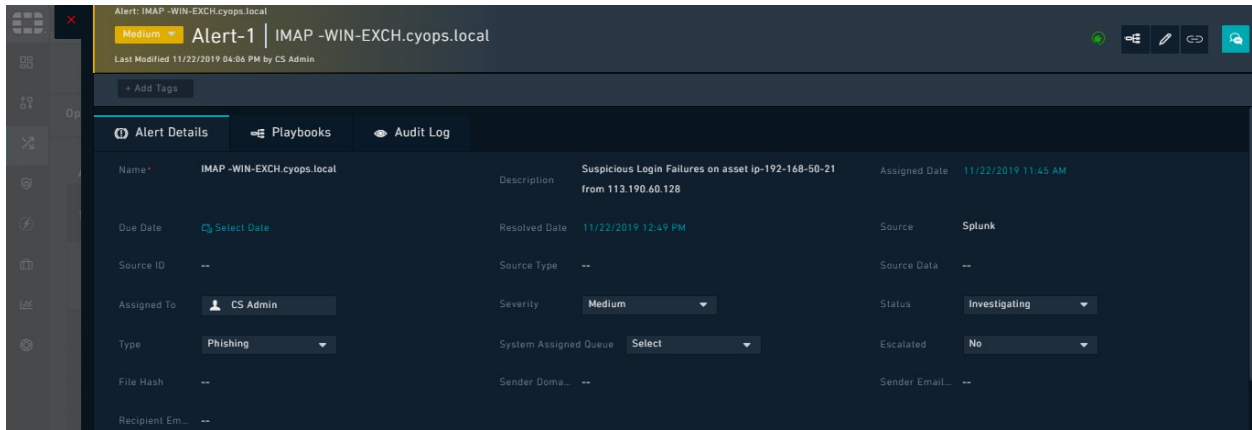 Alert: IMAP -WIN-EXCH.cyops.local
Medium Alert-1 | IMAP -WIN-EXCH.cyops.local
Last Modified 11/22/2019 04:06 PM by CS Admin
+ Add Tags
Op
Alert Details Playbooks Audit Log
Name* IMAP -WIN-EXCH.cyops.local
Description Suspicious Login Failures on asset ip-192-168-50-21
from 113.190.60.128
Assigned Date 11/22/2019 11:45 AM
Due Date Select Date Resolved Date 11/22/2019 12:49 PM Source Splunk
Source ID -- Source Type -- Source Data --
Assigned To CS Admin Severity Medium Status Investigating
Type Phishing System Assigned Queue Select Escalated No
File Hash -- Sender Doma... -- Sender Email... --
Recipient Em... --